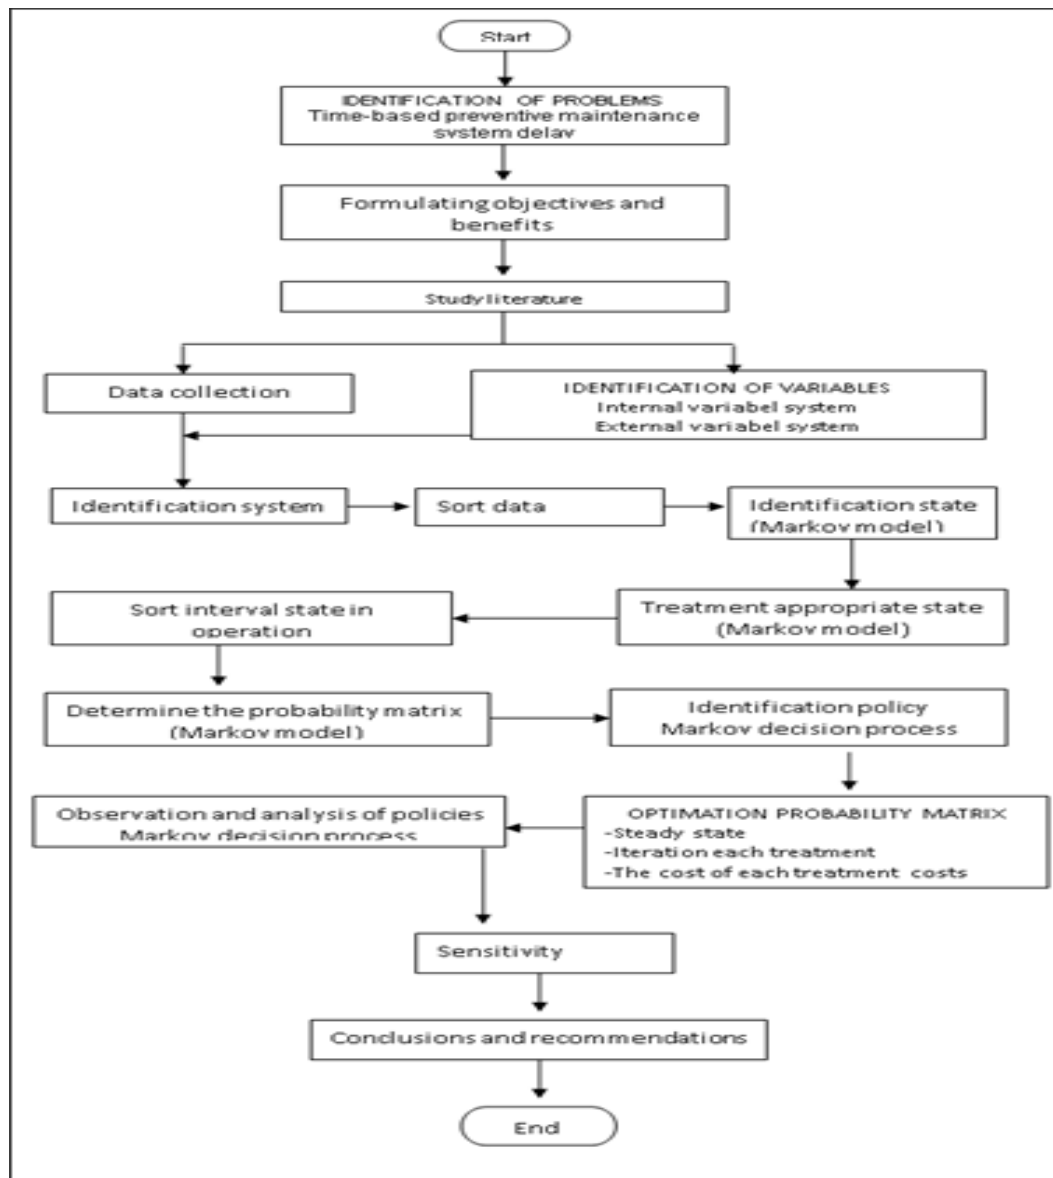 Start
IDENTIFICATION OF PROBLEMS
Time-based preventive maintenance
system delay
Formulating objectives and
benefits
Study literature
Data collection
IDENTIFICATION OF VARIABLES
Internal variabel system
External variabel system
Identification system
Sort data
Identification state
(Markov model)
Treatment appropriate state
(Markov model)
Sort interval state in
operation
Determine the probability matrix
(Markov model)
Identification policy
Markov decision process
OPTIMATION PROBABILITY MATRIX
-Steady state
-Iteration each treatment
-The cost of each treatment costs
Observation and analysis of policies
Markov decision process
Sensitivity
Conclusions and recommendations
End